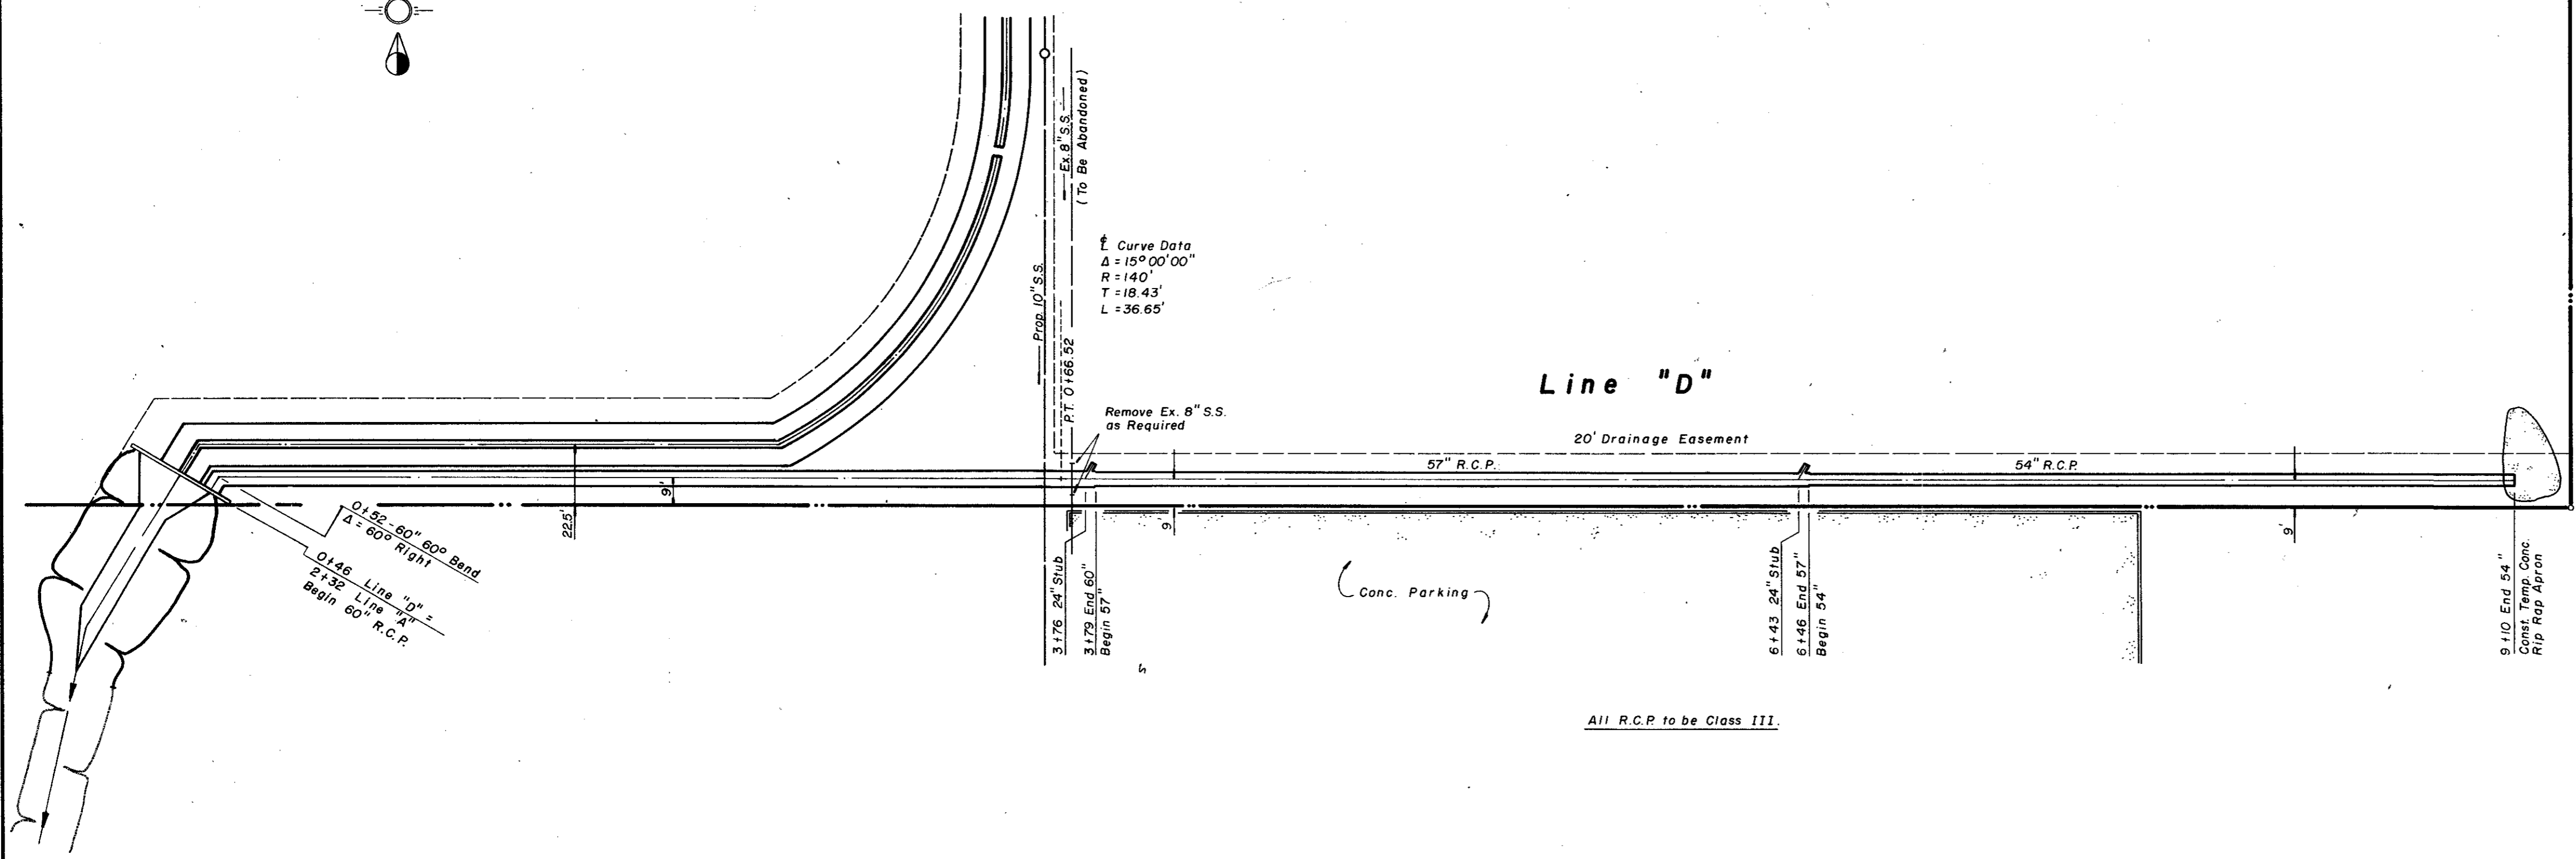 Ex. 8" S.S.
(To Be Abandoned)
Prop. 10" S.S.
P.T. 0+66.52
℄ Curve Data
Δ = 15° 00' 00"
R = 140'
T = 18.43'
L = 36.65'
Remove Ex. 8" S.S.
as Required
Line "D"
20' Drainage Easement
57" R.C.P.
54" R.C.P.
22.5'
9'
9'
9'
0+52-60" 60° Bend
Δ = 60° Right
0+46 Line "D" =
2+32 Line "A"
Begin 60" R.C.P.
3+76 24" Stub
3+79 End 60"
Begin 57"
Conc. Parking
6+43 24" Stub
6+46 End 57"
Begin 54"
9+10 End 54"
Const. Temp. Conc.
Rip Rap Apron
All R.C.P. to be Class III.